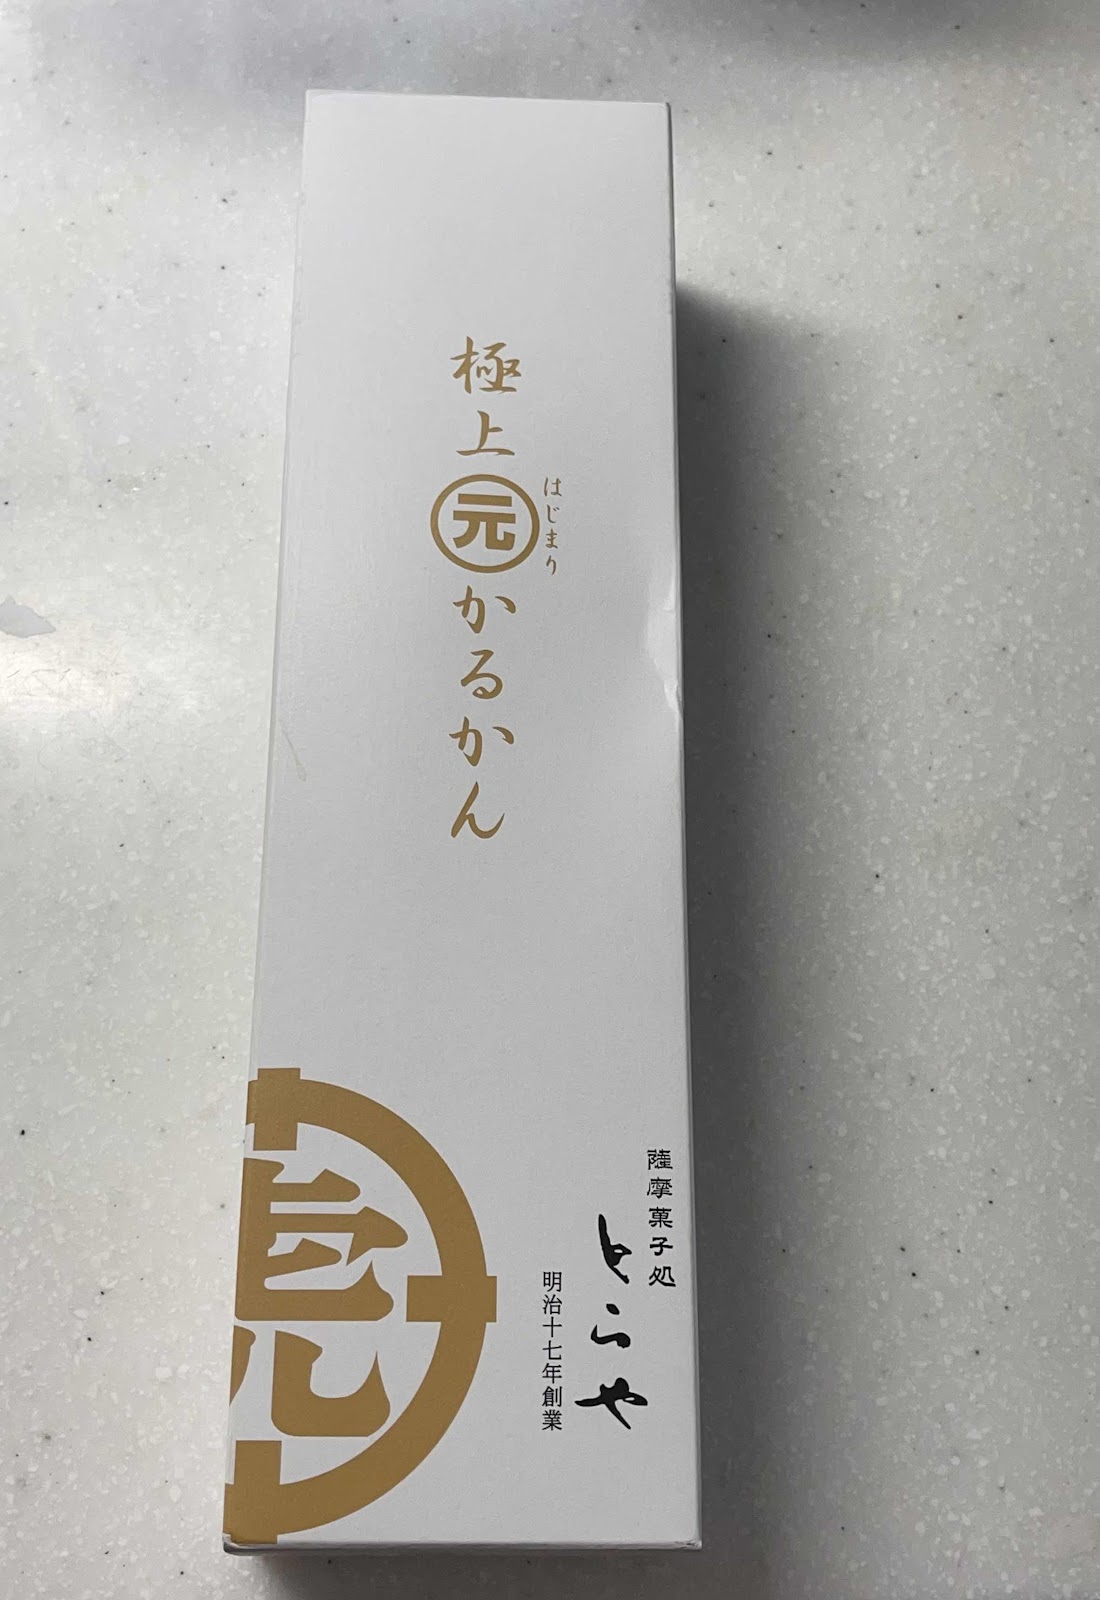 極上元かるかん
はじまり
薩摩菓子処
とらや
明治十七年創業
虎